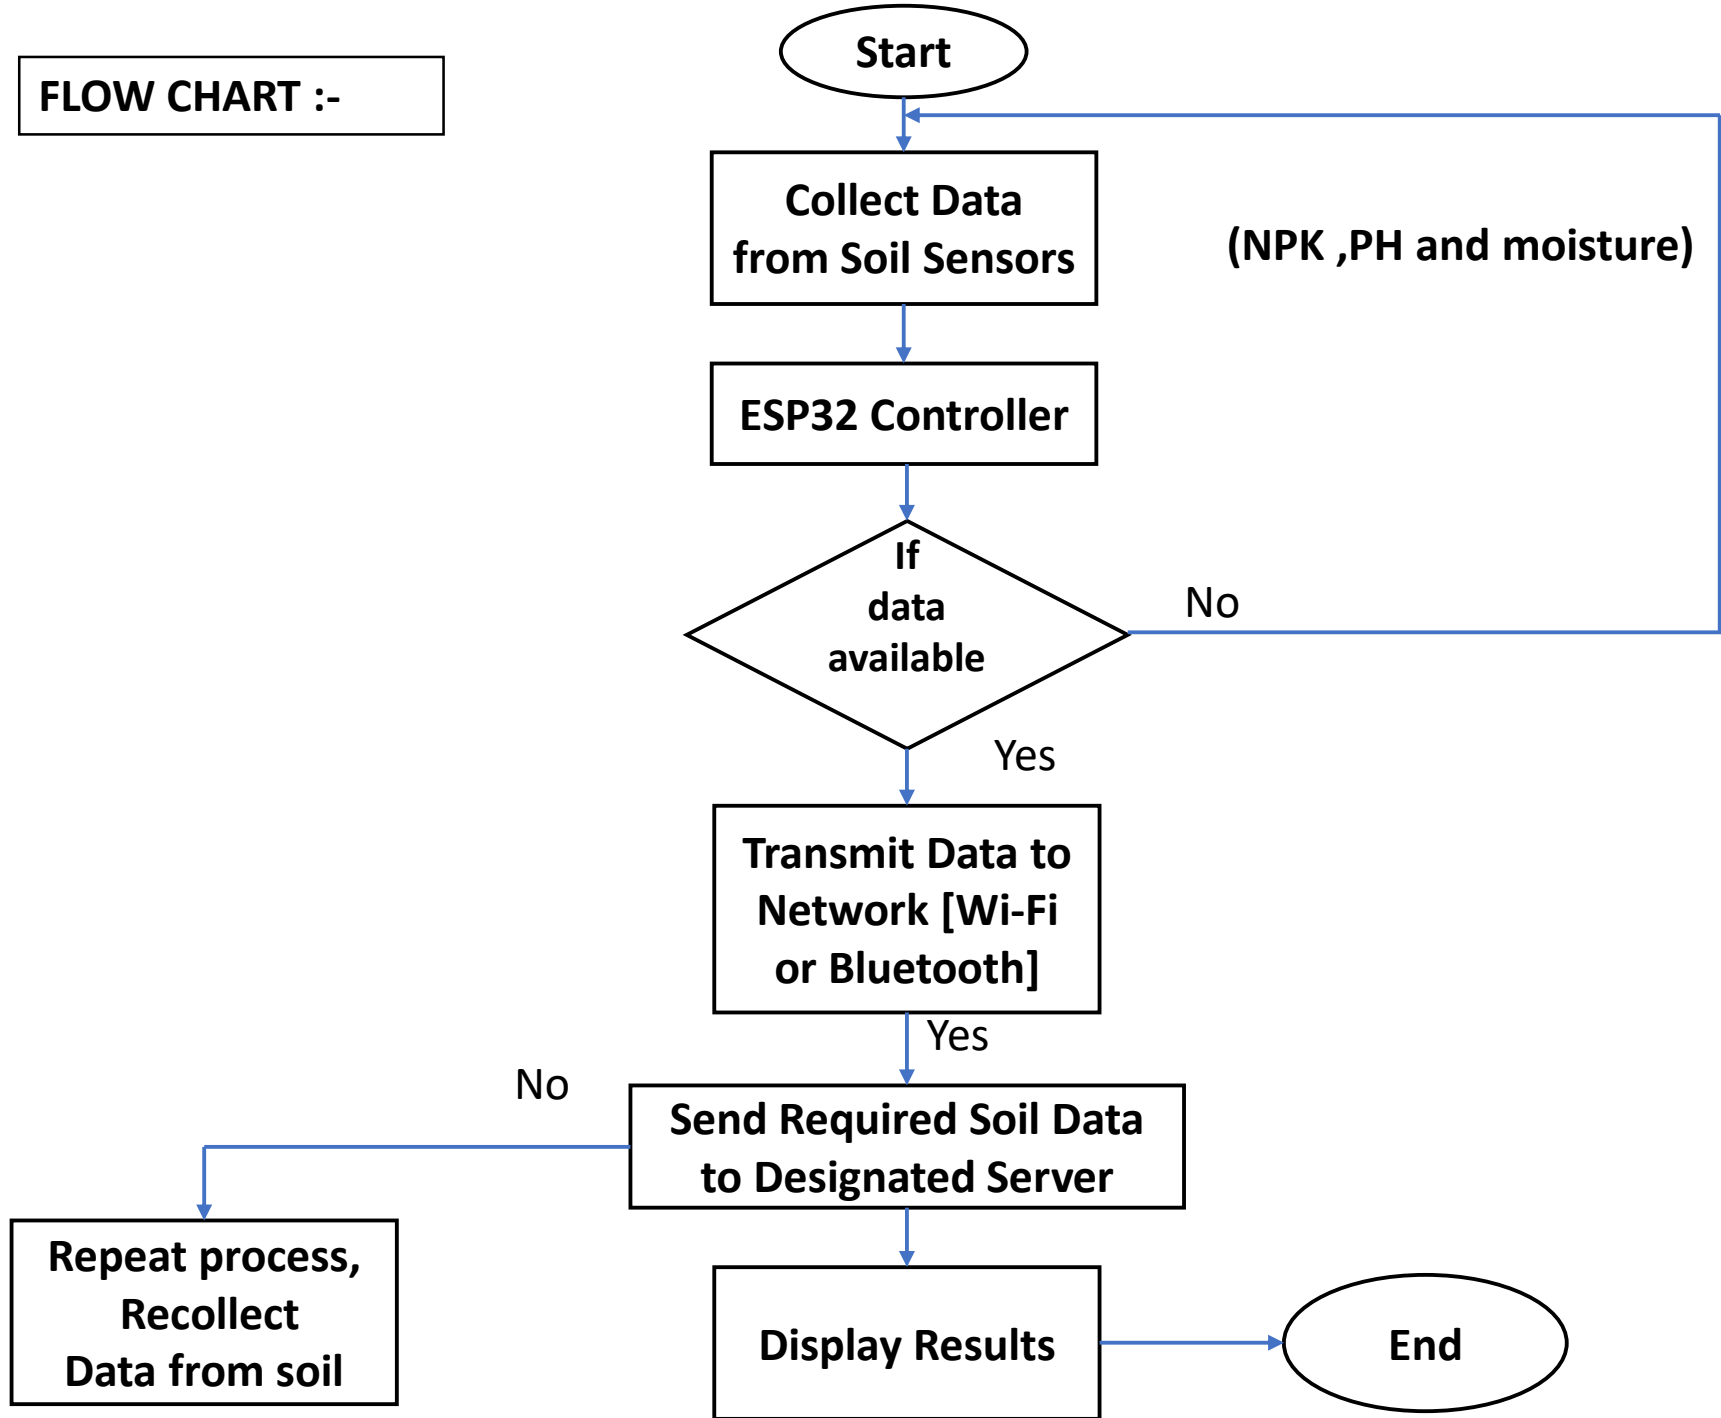 Start
FLOW CHART :-
Collect Data
from Soil Sensors
(NPK ,PH and moisture)
ESP32 Controller
If
data
available
No
Yes
Transmit Data to
Network [Wi-Fi
or Bluetooth]
Yes
No
Send Required Soil Data
to Designated Server
Repeat process,
Recollect
Data from soil
Display Results
End